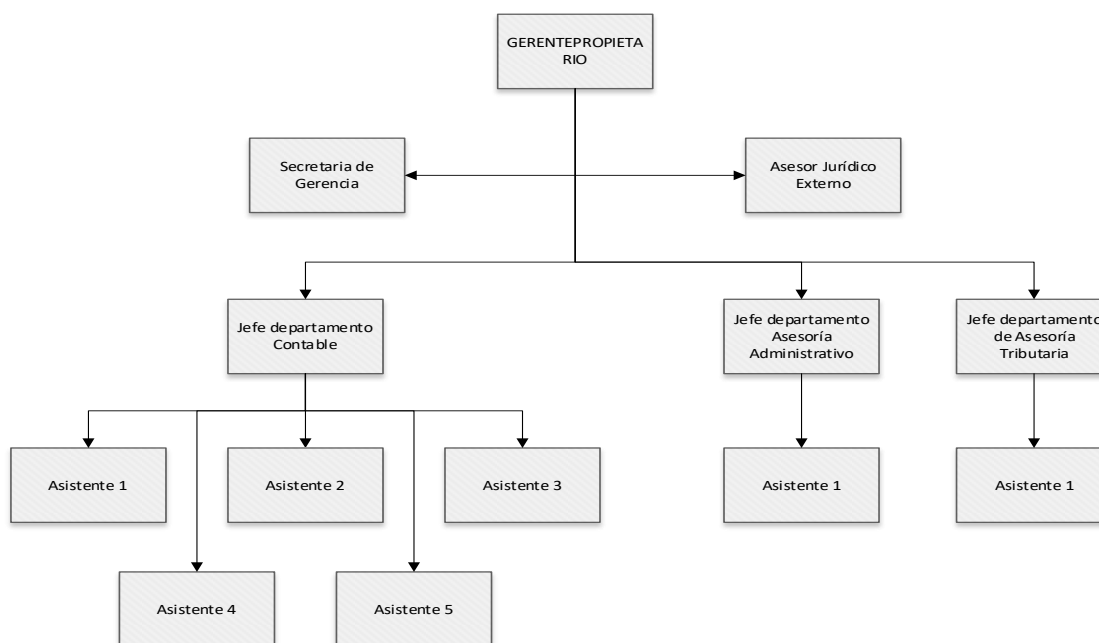 GERENTEPROPIETA
RIO
Secretaria de
Gerencia
Asesor Jurídico
Externo
Jefe departamento
Contable
Jefe departamento
Asesoría
Administrativo
Jefe departamento
de Asesoría
Tributaria
Asistente 1
Asistente 2
Asistente 3
Asistente 1
Asistente 1
Asistente 4
Asistente 5